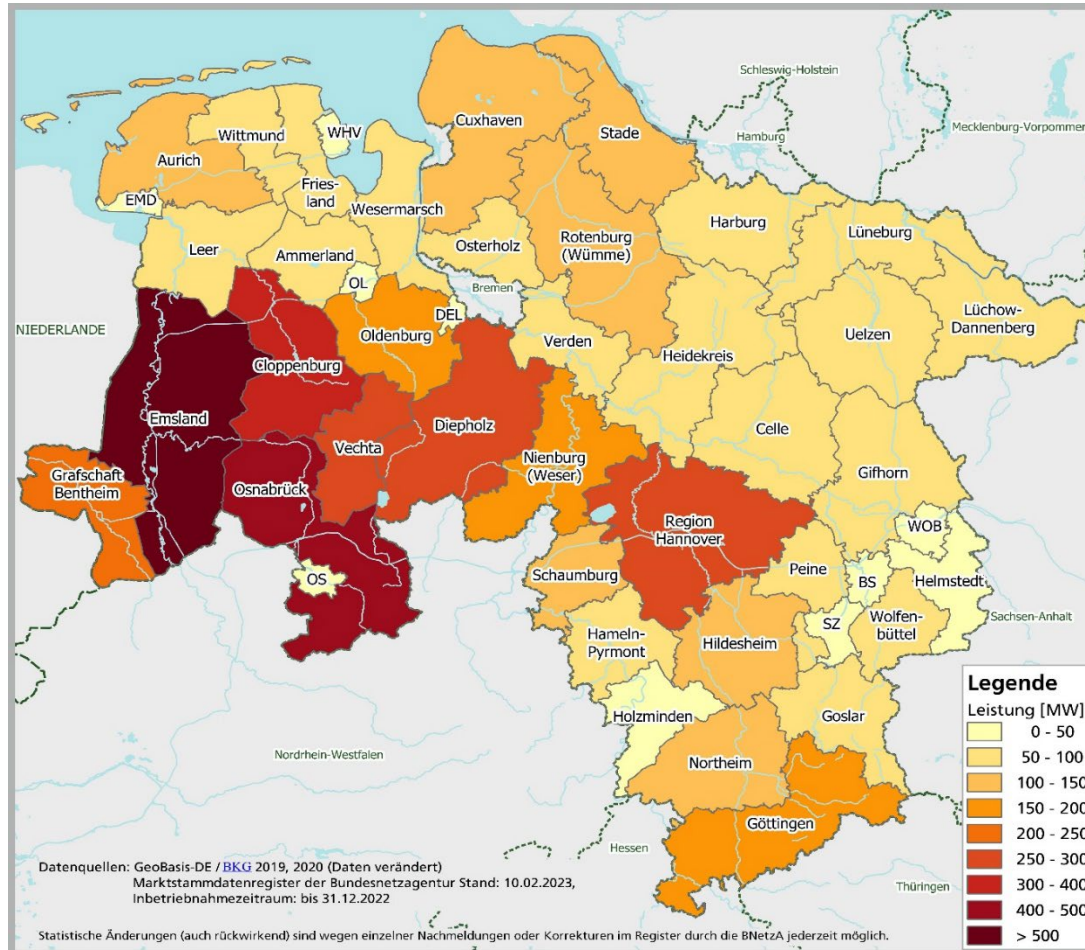 Schleswig-Holstein
Mecklenburg-Vorpommer
Hamburg
Cuxhaven
Stade
Wittmund
WHV
Aurich
EMD
Fries-
land
Wesermarsch
Leer
Ammerland
Osterholz
Rotenburg
(Wümme)
Harburg
Lüneburg
OL
Bremen
DEL
NIEDERLANDE
Oldenburg
Verden
Heidekreis
Uelzen
Lüchow-
Dannenberg
Cloppenburg
Emsland
Vechta
Diepholz
Nienburg
(Weser)
Celle
Gifhorn
Grafschaft
Bentheim
Osnabrück
Region
Hannover
WOB
OS
Schaumburg
Peine
BS
Helmstedt
SZ
Wolfen-
büttel
Sachsen-Anhalt
Hameln-
Pyrmont
Hildesheim
Holzminden
Goslar
Nordrhein-Westfalen
Northeim
Göttingen
Hessen
Thüringen
Legende
Leistung [MW]
0 - 50
50 - 100
100 - 150
150 - 200
200 - 250
250 - 300
300 - 400
400 - 500
> 500
Datenquellen: GeoBasis-DE / BKG 2019, 2020 (Daten verändert)
Marktstammdatenregister der Bundesnetzagentur Stand: 10.02.2023,
Inbetriebnahmezeitraum: bis 31.12.2022
Statistische Änderungen (auch rückwirkend) sind wegen einzelner Nachmeldungen oder Korrekturen im Register durch die BNetzA jederzeit möglich.